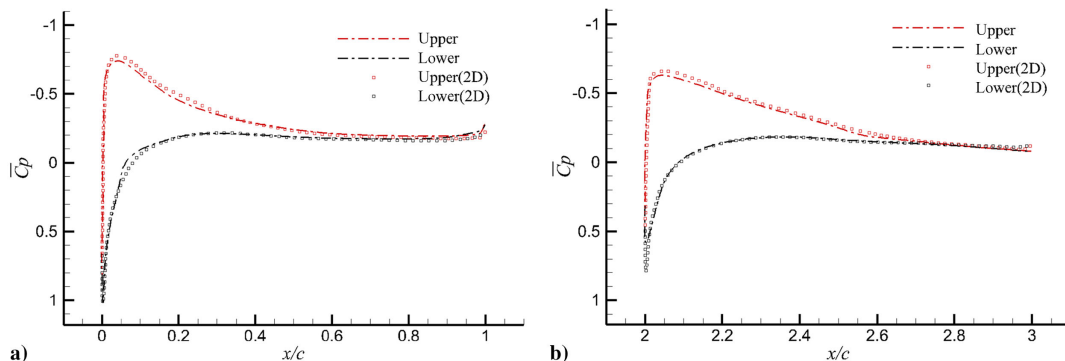 -1
-0.5
0
0.5
1
C̅p
0 0.2 0.4 0.6 0.8 1
x/c
Upper
Lower
Upper(2D)
Lower(2D)
a)
-1
-0.5
0
0.5
1
C̅p
2 2.2 2.4 2.6 2.8 3
x/c
Upper
Lower
Upper(2D)
Lower(2D)
b)